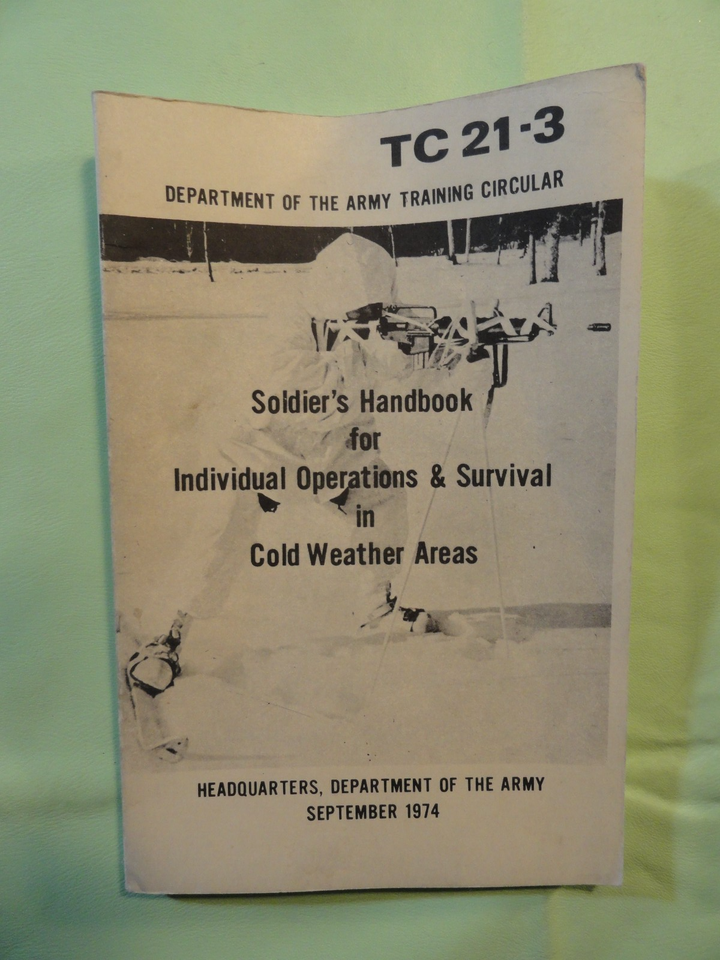 TC 21-3
DEPARTMENT OF THE ARMY TRAINING CIRCULAR
Soldier's Handbook
for
Individual Operations & Survival
in
Cold Weather Areas
HEADQUARTERS, DEPARTMENT OF THE ARMY
SEPTEMBER 1974